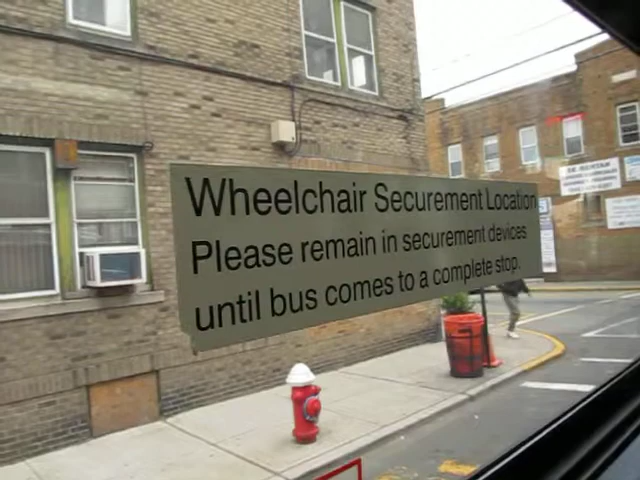 Wheelchair Securement Location
Please remain in securement devices
until bus comes to a complete stop.